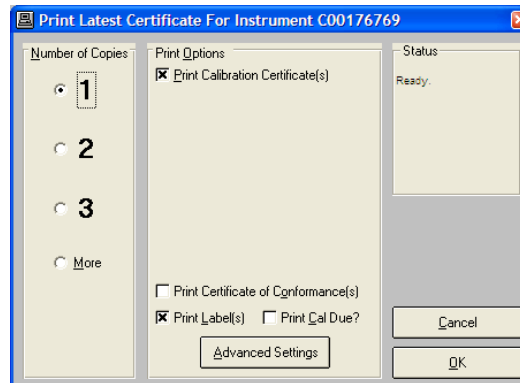 Print Latest Certificate For Instrument C00176769
Number of Copies
1
2
3
More
Print Options
Print Calibration Certificate(s)
Print Certificate of Conformance(s)
Print Label(s) Print Cal Due?
Advanced Settings
Status
Ready.
Cancel
OK